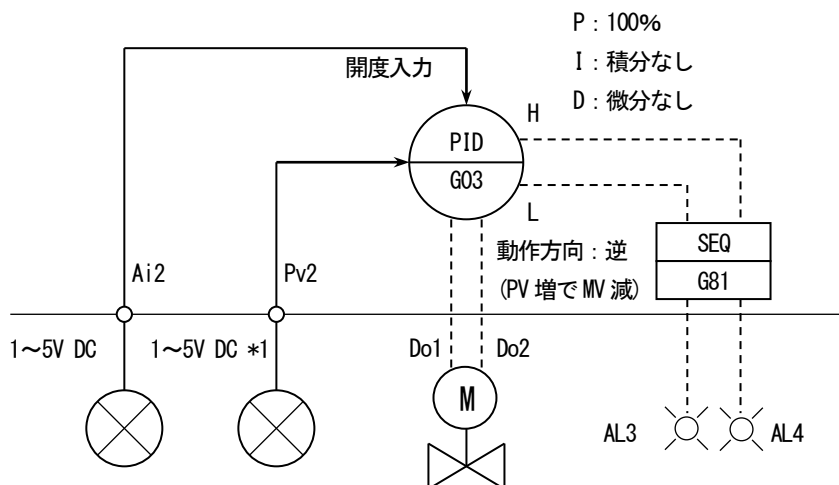 P：100%
I：積分なし
D：微分なし
開度入力
H
PID
G03
L
動作方向：逆
(PV 増で MV 減)
SEQ
G81
Ai2
Pv2
1～5V DC
1～5V DC *1
Do1
Do2
M
AL3
AL4